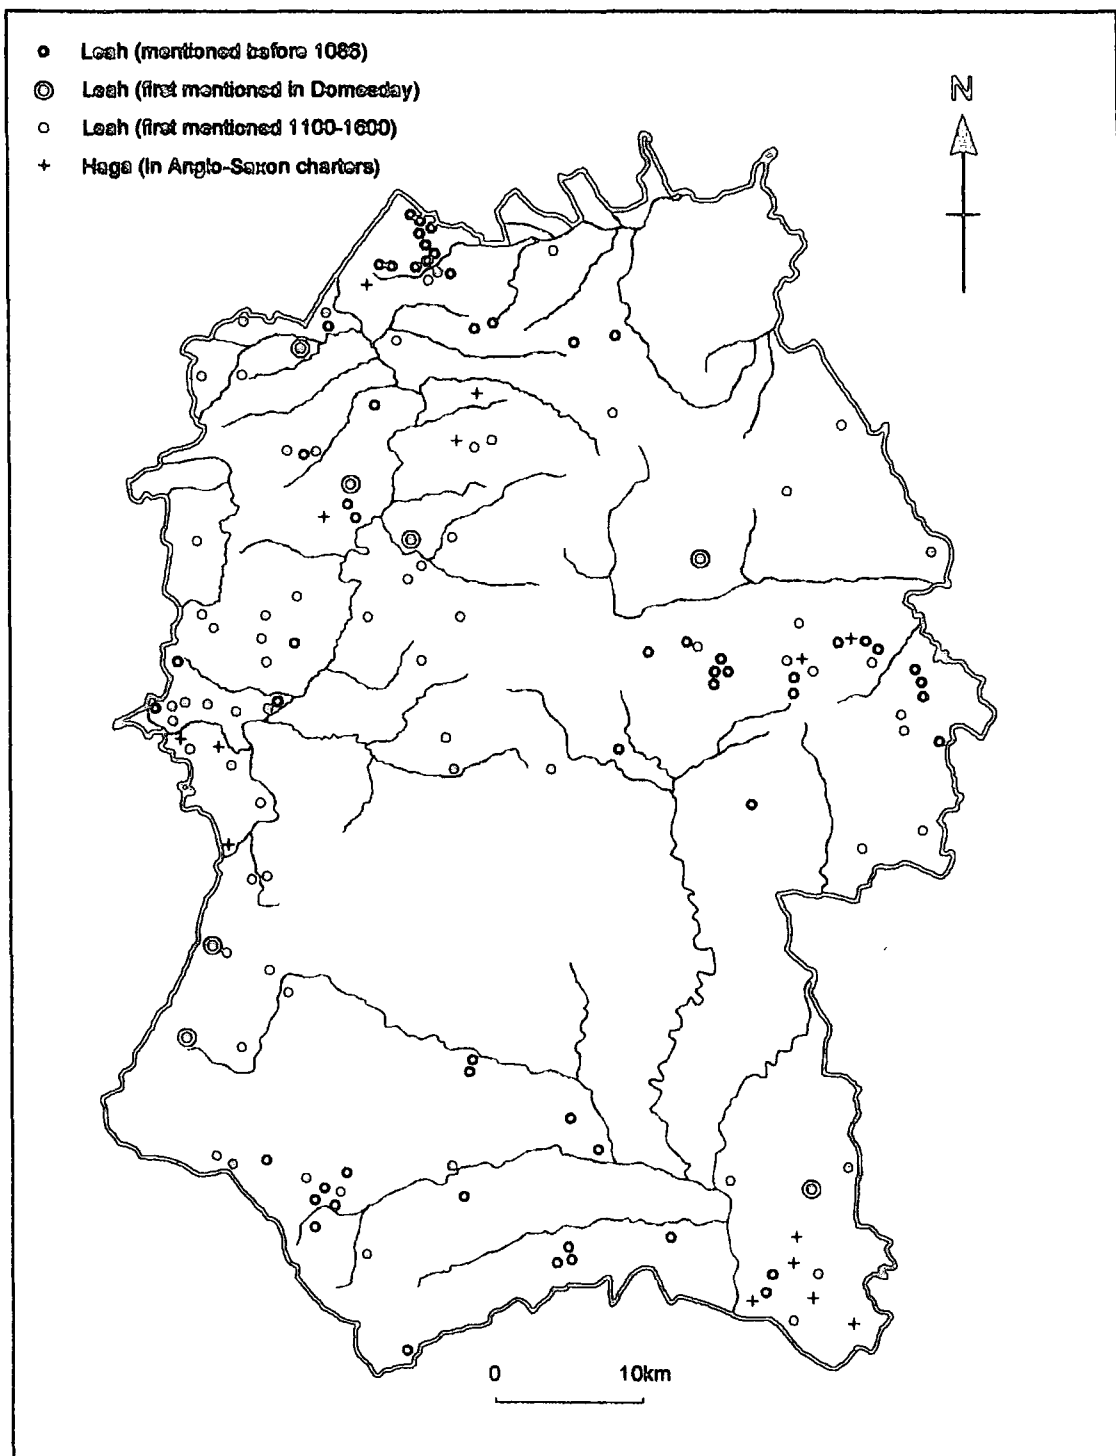 Leah (mentioned before 1086)
Leah (first mentioned in Domesday)
Leah (first mentioned 1100-1600)
Haga (in Anglo-Saxon charters)
N
0 10km